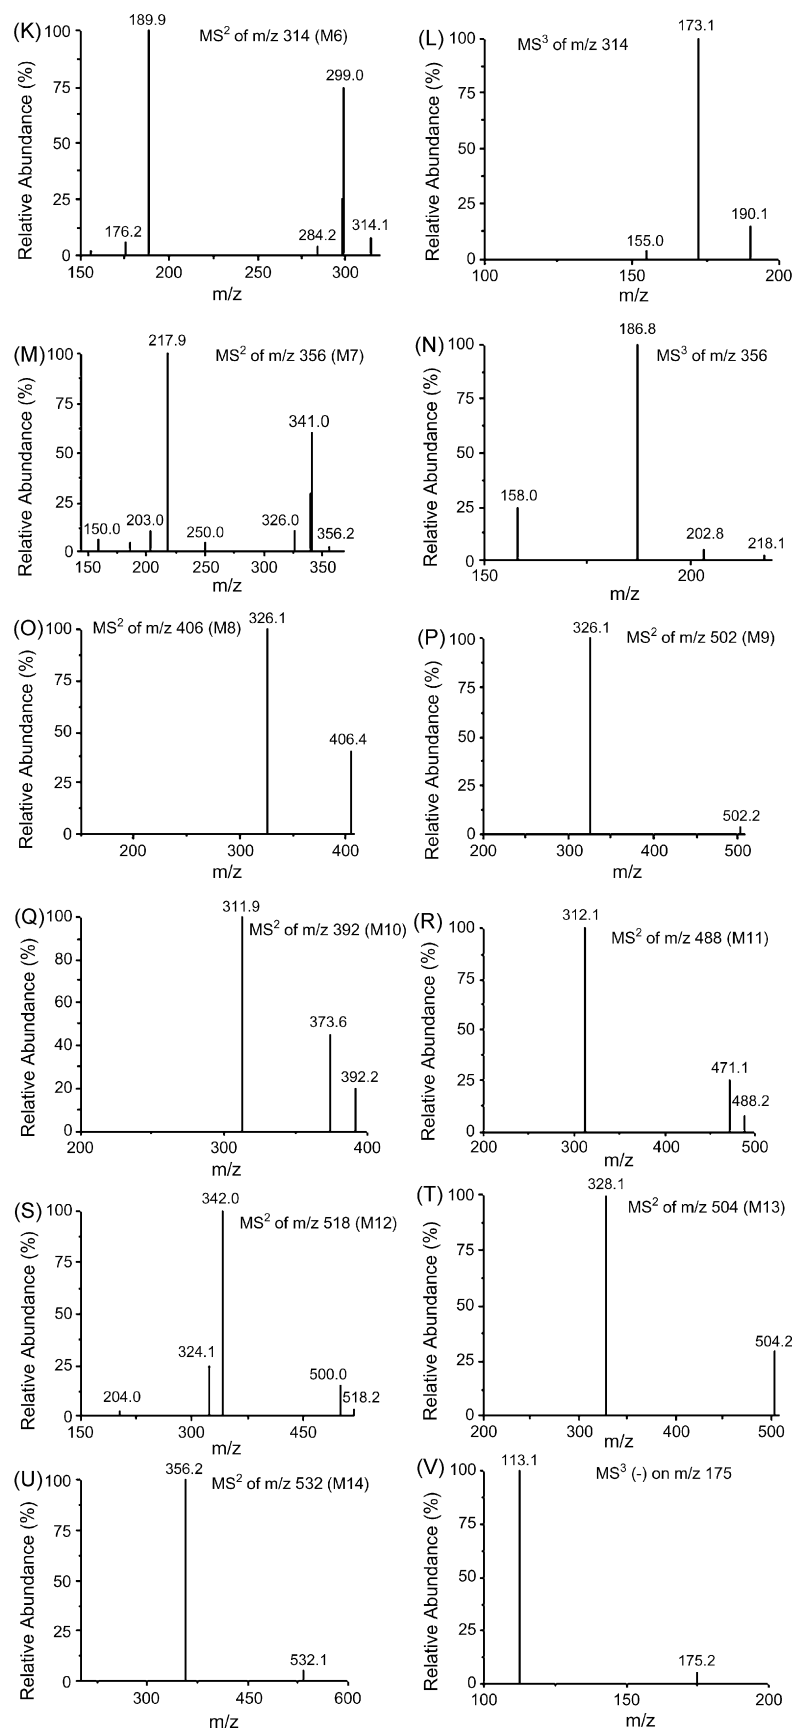 (K) MS² of m/z 314 (M6)
Relative Abundance (%)
100
75
50
25
0
189.9
299.0
176.2
284.2
314.1
150 200 250 300
m/z
(L) MS³ of m/z 314
Relative Abundance (%)
100
75
50
25
0
173.1
190.1
155.0
100 150 200
m/z
(M) MS² of m/z 356 (M7)
Relative Abundance (%)
100
75
50
25
0
217.9
341.0
150.0
203.0
250.0
326.0
356.2
150 200 250 300 350
m/z
(N) MS³ of m/z 356
Relative Abundance (%)
100
75
50
25
0
186.8
158.0
202.8
218.1
150 200
m/z
(O) MS² of m/z 406 (M8)
Relative Abundance (%)
100
75
50
25
0
326.1
406.4
200 300 400
m/z
(P) MS² of m/z 502 (M9)
Relative Abundance (%)
100
75
50
25
0
326.1
502.2
200 300 400 500
m/z
(Q) MS² of m/z 392 (M10)
Relative Abundance (%)
100
80
60
40
20
0
311.9
373.6
392.2
200 300 400
m/z
(R) MS² of m/z 488 (M11)
Relative Abundance (%)
100
75
50
25
0
312.1
471.1
488.2
200 300 400 500
m/z
(S) MS² of m/z 518 (M12)
Relative Abundance (%)
100
75
50
25
0
342.0
324.1
204.0
500.0
518.2
150 300 450
m/z
(T) MS² of m/z 504 (M13)
Relative Abundance (%)
100
75
50
25
0
328.1
504.2
200 300 400 500
m/z
(U) MS² of m/z 532 (M14)
Relative Abundance (%)
100
75
50
25
0
356.2
532.1
300 450 600
m/z
(V) MS³ (-) on m/z 175
Relative Abundance (%)
100
75
50
25
0
113.1
175.2
100 150 200
m/z